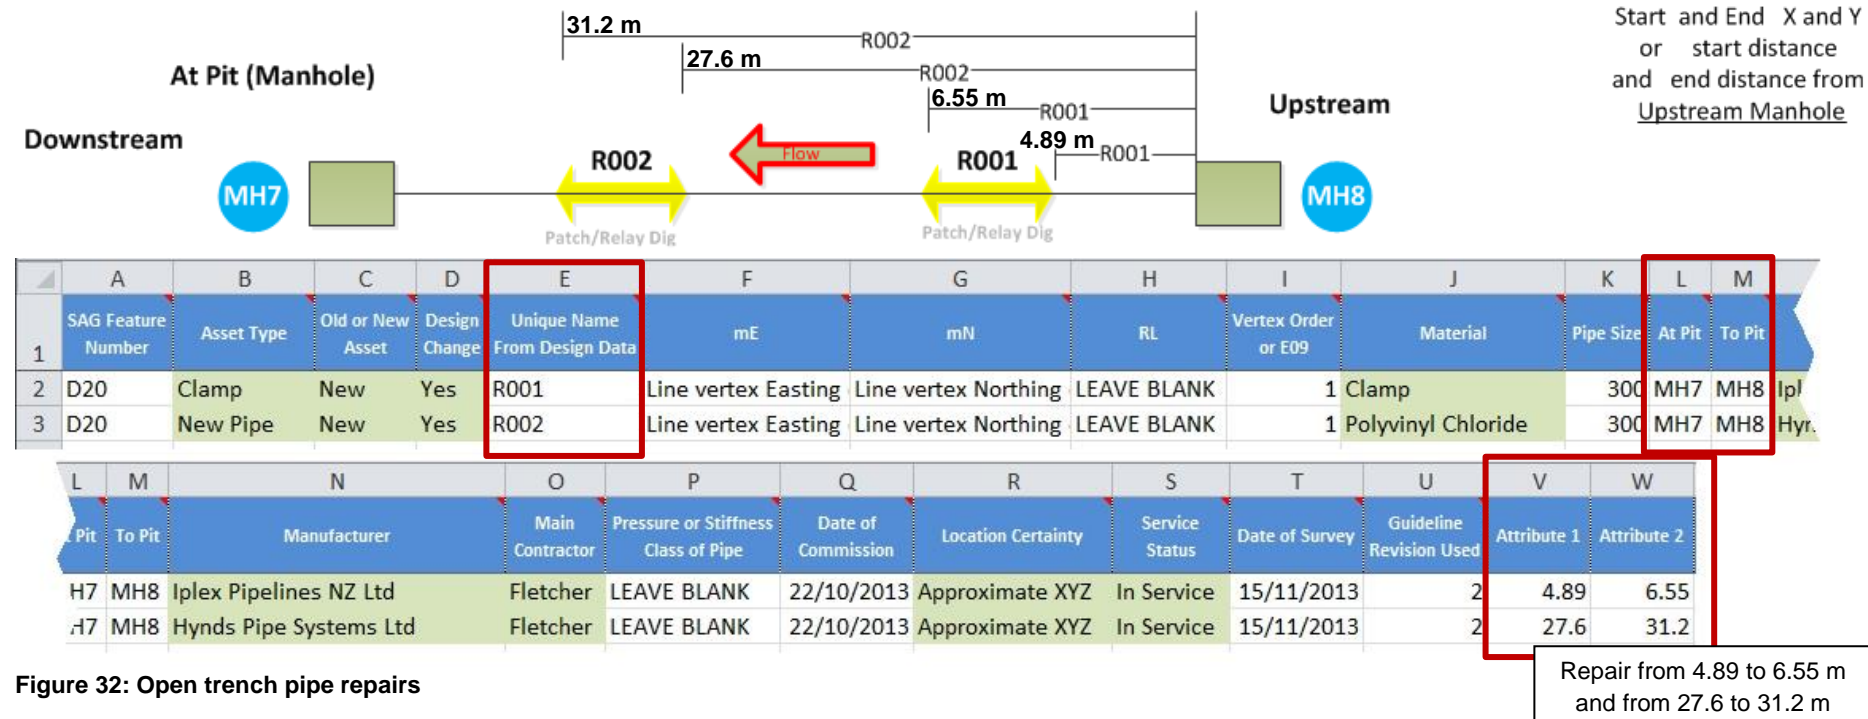 31.2 m
R002
Start and End X and Y
or start distance
and end distance from
Upstream Manhole
At Pit (Manhole)
27.6 m
R002
6.55 m
R001
Upstream
Downstream
4.89 m
R001
R002
Flow
R001
MH7
MH8
Patch/Relay Dig
Patch/Relay Dig
A B C D E F G H I J K L M
1 SAG Feature Number Asset Type Old or New Asset Design Change Unique Name From Design Data mE mN RL Vertex Order or E09 Material Pipe Size At Pit To Pit
2 D20 Clamp New Yes R001 Line vertex Easting Line vertex Northing LEAVE BLANK 1 Clamp 300 MH7 MH8 Ipl
3 D20 New Pipe New Yes R002 Line vertex Easting Line vertex Northing LEAVE BLANK 1 Polyvinyl Chloride 300 MH7 MH8 Hyn
L M N O P Q R S T U V W
Pit To Pit Manufacturer Main Contractor Pressure or Stiffness Class of Pipe Date of Commission Location Certainty Service Status Date of Survey Guideline Revision Used Attribute 1 Attribute 2
H7 MH8 Iplex Pipelines NZ Ltd Fletcher LEAVE BLANK 22/10/2013 Approximate XYZ In Service 15/11/2013 2 4.89 6.55
H7 MH8 Hynds Pipe Systems Ltd Fletcher LEAVE BLANK 22/10/2013 Approximate XYZ In Service 15/11/2013 2 27.6 31.2
Figure 32: Open trench pipe repairs
Repair from 4.89 to 6.55 m
and from 27.6 to 31.2 m